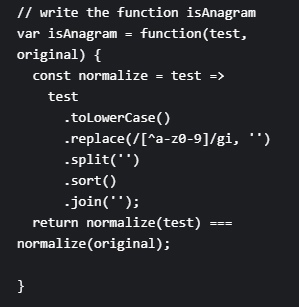 // write the function isAnagram
var isAnagram = function(test,
original) {
  const normalize = test =>
    test
      .toLowerCase()
      .replace(/[^a-z0-9]/gi, '')
      .split('')
      .sort()
      .join('');
  return normalize(test) ===
normalize(original);

}